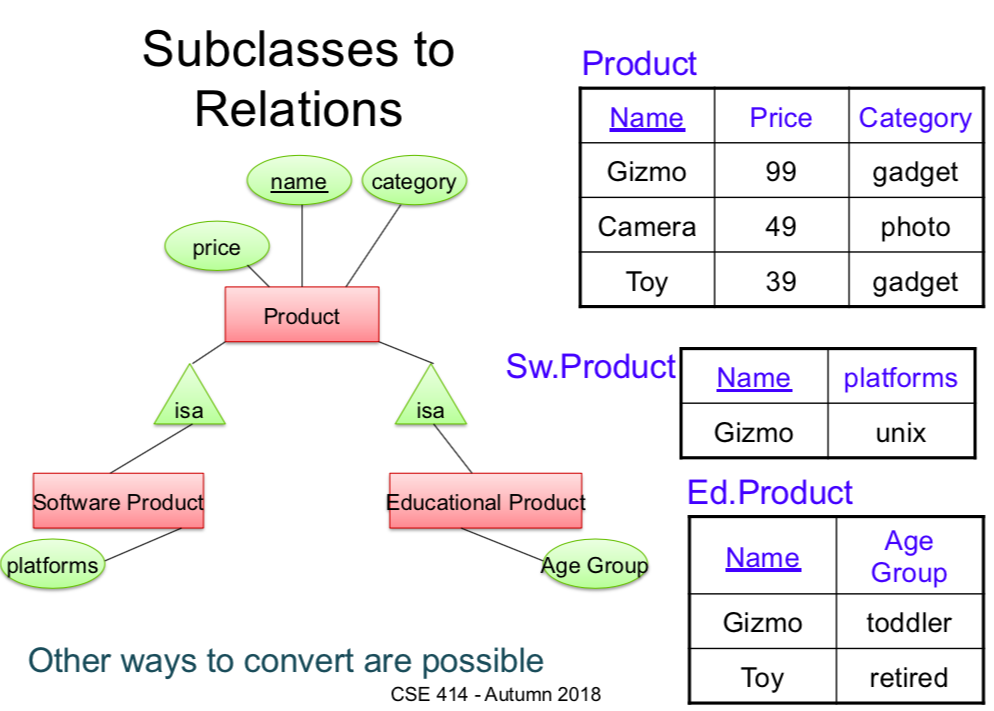 Subclasses to
Relations
name
category
price
Product
isa
isa
Software Product
Educational Product
platforms
Age Group
Other ways to convert are possible
CSE 414 - Autumn 2018
Product
Name Price Category
Gizmo 99 gadget
Camera 49 photo
Toy 39 gadget
Sw.Product
Name platforms
Gizmo unix
Ed.Product
Name Age
Group
Gizmo toddler
Toy retired